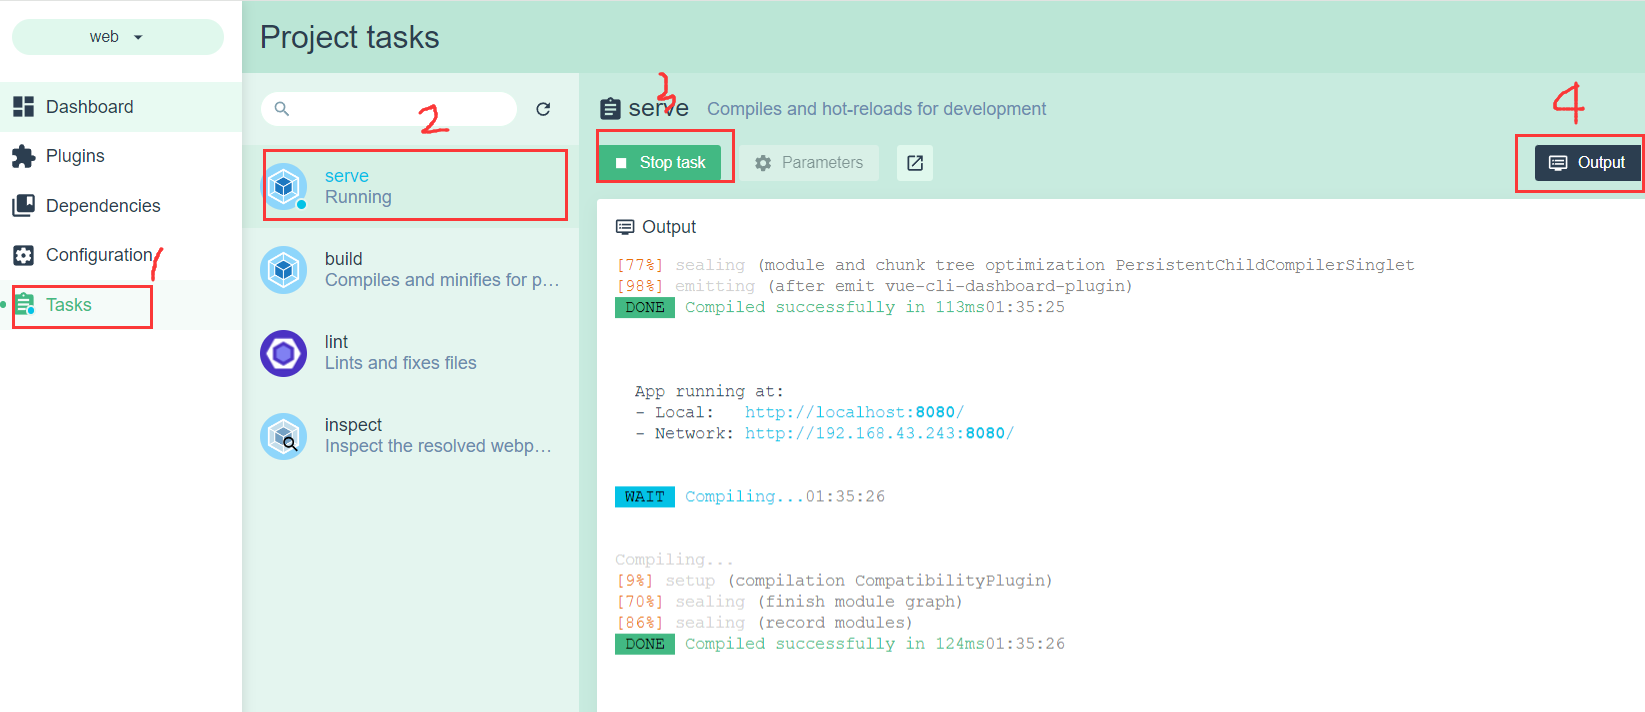 web
Project tasks
Dashboard
Plugins
Dependencies
Configuration
1
Tasks
2
serve
Running
build
Compiles and minifies for p…
lint
Lints and fixes files
inspect
Inspect the resolved webp…
3
serve Compiles and hot-reloads for development
4
Stop task Parameters Output
Output
[77%] sealing (module and chunk tree optimization PersistentChildCompilerSinglet
[98%] emitting (after emit vue-cli-dashboard-plugin)
DONE Compiled successfully in 113ms01:35:25
App running at:
- Local: http://localhost:8080/
- Network: http://192.168.43.243:8080/
WAIT Compiling...01:35:26
Compiling...
[9%] setup (compilation CompatibilityPlugin)
[70%] sealing (finish module graph)
[86%] sealing (record modules)
DONE Compiled successfully in 124ms01:35:26